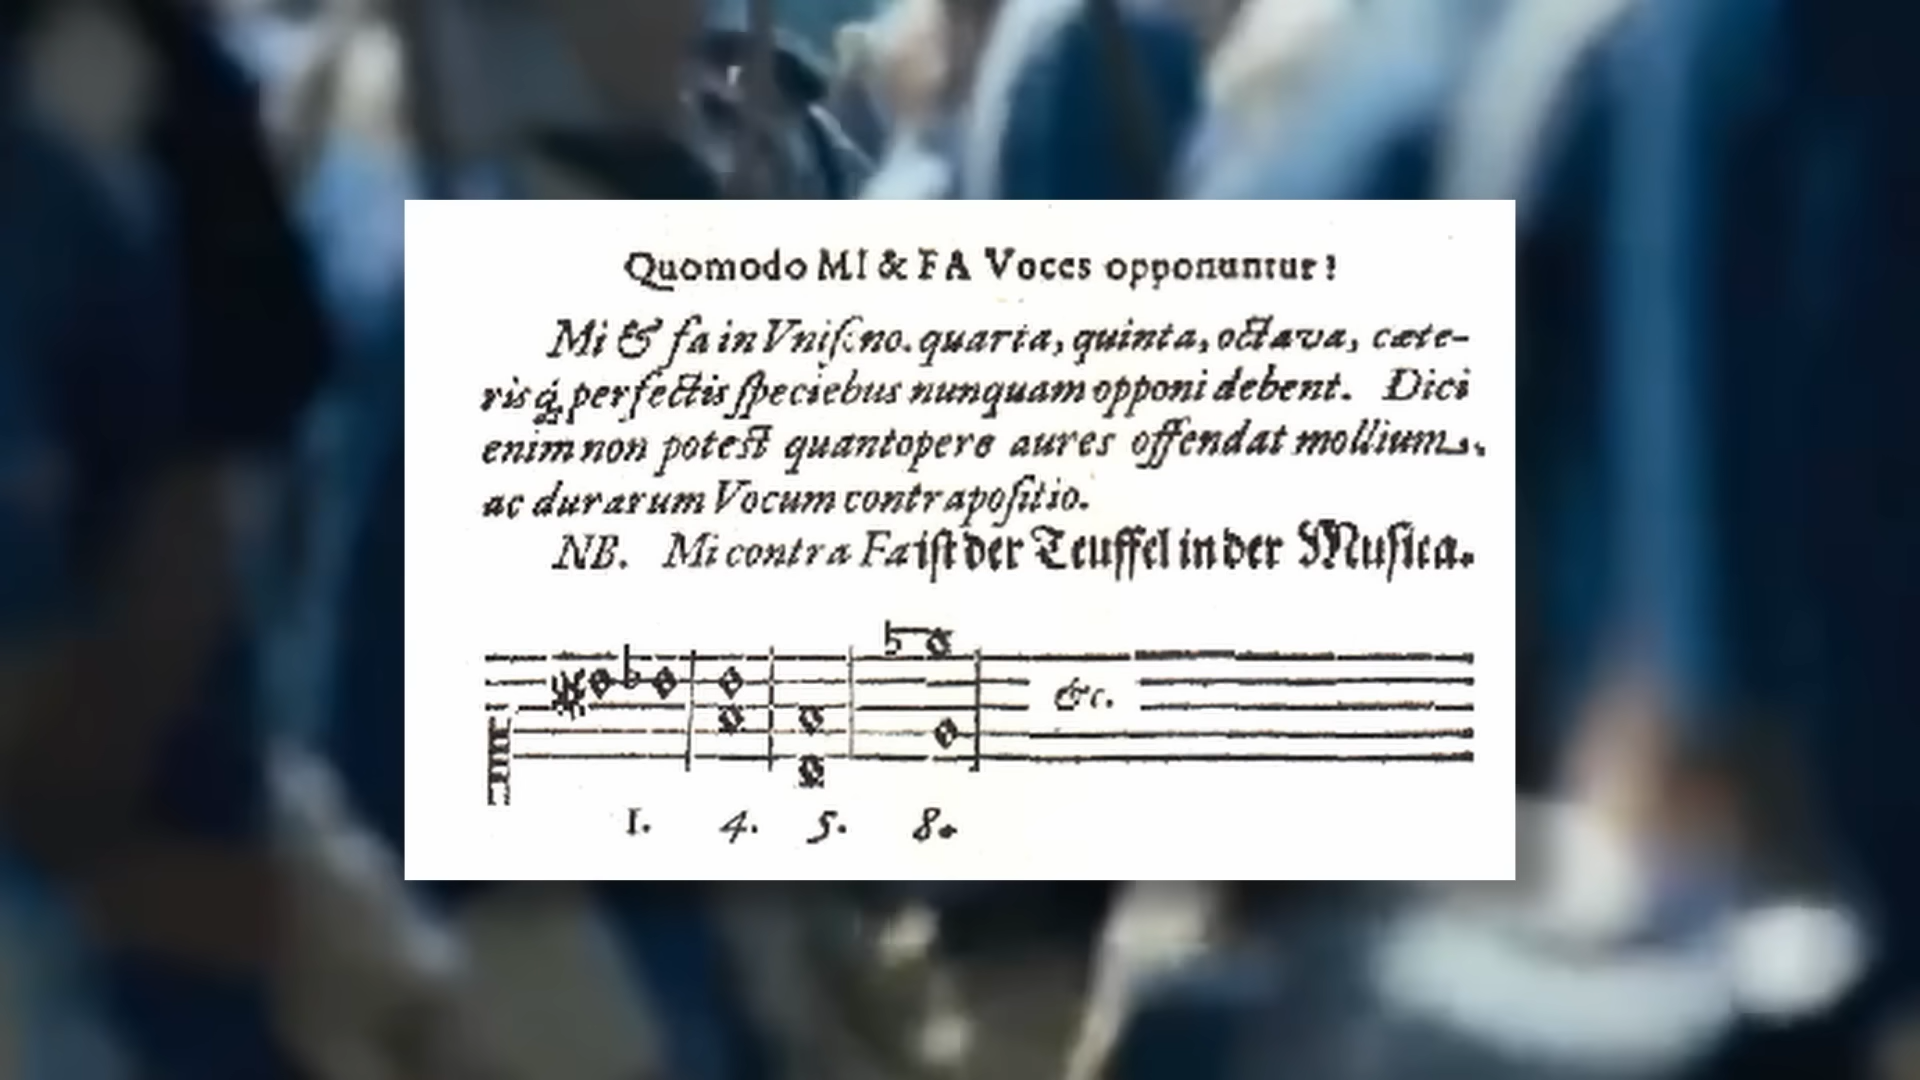 Quomodo MI & FA Voces opponuntur?
Mi & fa in Vnisono. quarta, quinta, octava, cæte-
risq; perfectis speciebus nunquam opponi debent. Dici
enim non potest quantopere aures offendat mollium,
ac durarum Vocum contrapositio.
NB. Mi contra Fa ist der Teuffel in der Musica.
&c.
1. 4. 5. 8.